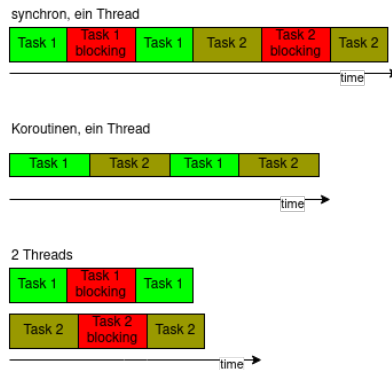 synchron, ein Thread
Task 1 Task 1 blocking Task 1 Task 2 Task 2 blocking Task 2
time
Koroutinen, ein Thread
Task 1 Task 2 Task 1 Task 2
time
2 Threads
Task 1 Task 1 blocking Task 1
Task 2 Task 2 blocking Task 2
time